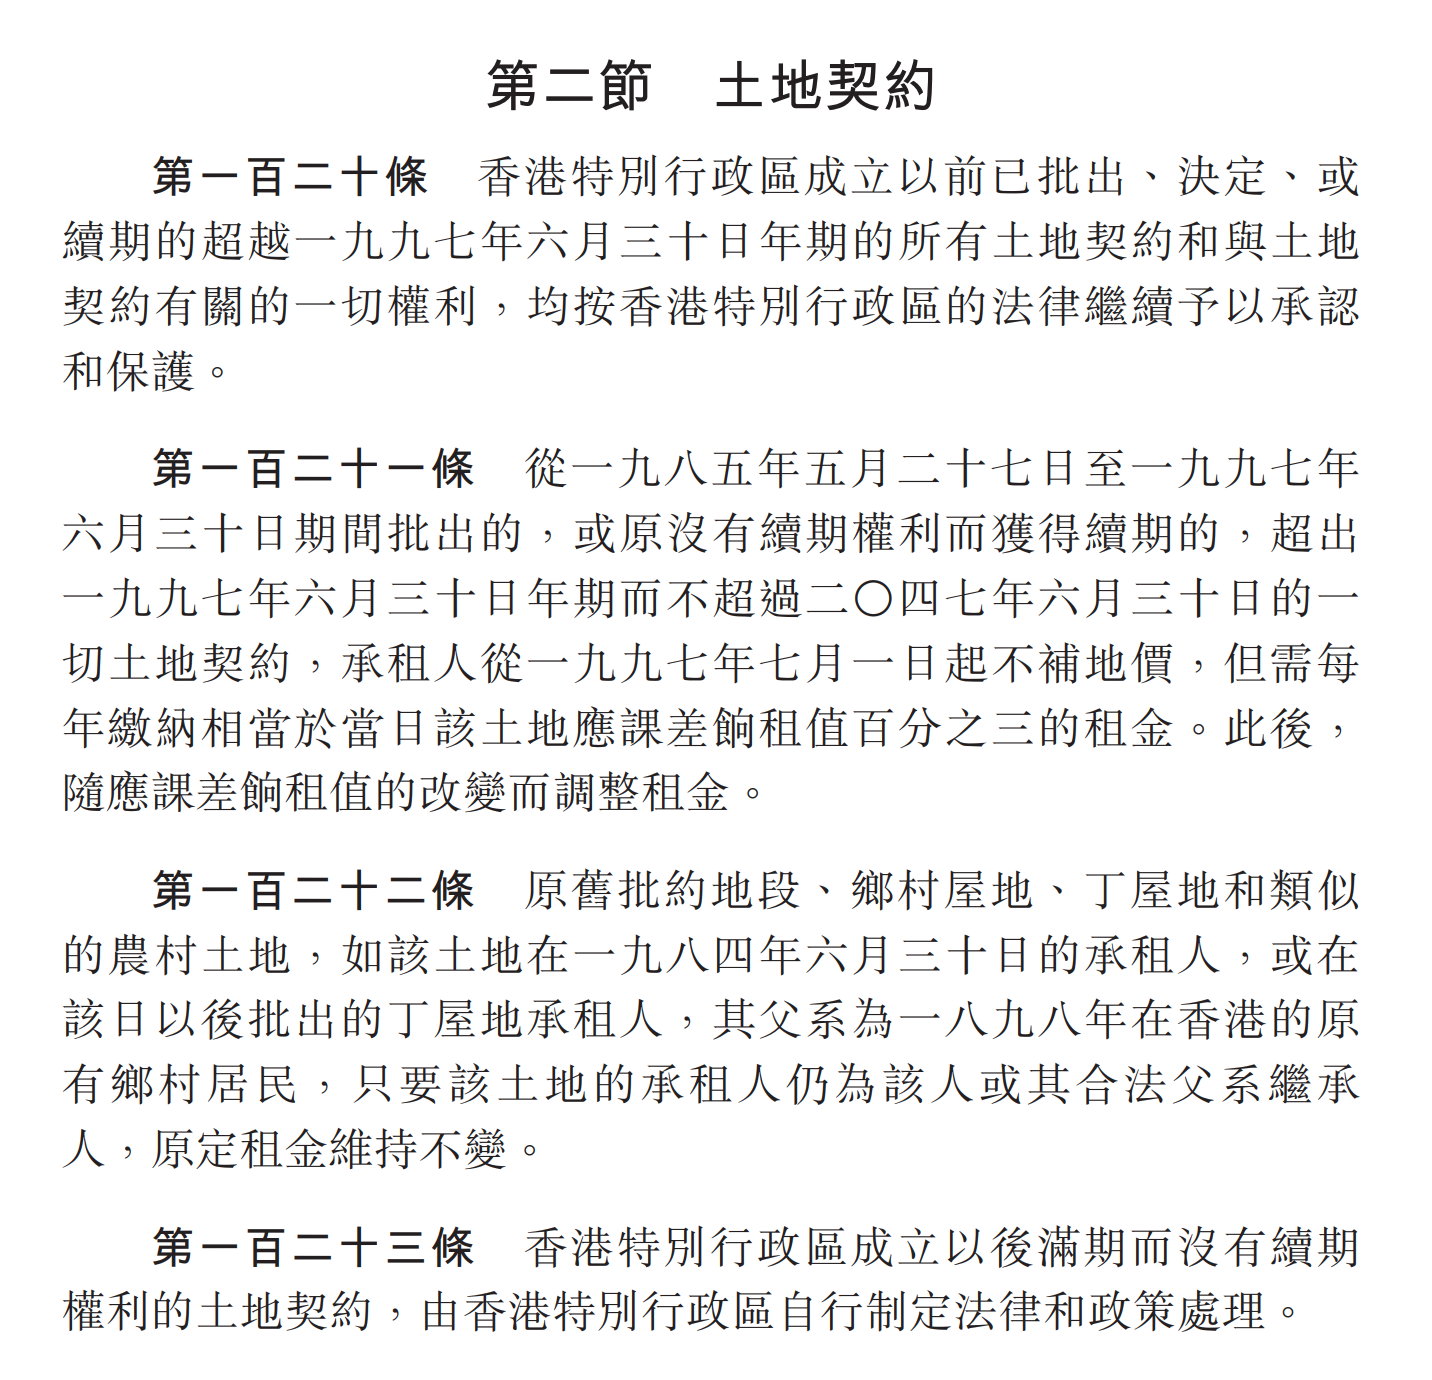 第二節　土地契約
第一百二十條　香港特別行政區成立以前已批出、決定、或
續期的超越一九九七年六月三十日年期的所有土地契約和與土地
契約有關的一切權利，均按香港特別行政區的法律繼續予以承認
和保護。
第一百二十一條　從一九八五年五月二十七日至一九九七年
六月三十日期間批出的，或原沒有續期權利而獲得續期的，超出
一九九七年六月三十日年期而不超過二〇四七年六月三十日的一
切土地契約，承租人從一九九七年七月一日起不補地價，但需每
年繳納相當於當日該土地應課差餉租值百分之三的租金。此後，
隨應課差餉租值的改變而調整租金。
第一百二十二條　原舊批約地段、鄉村屋地、丁屋地和類似
的農村土地，如該土地在一九八四年六月三十日的承租人，或在
該日以後批出的丁屋地承租人，其父系為一八九八年在香港的原
有鄉村居民，只要該土地的承租人仍為該人或其合法父系繼承
人，原定租金維持不變。
第一百二十三條　香港特別行政區成立以後滿期而沒有續期
權利的土地契約，由香港特別行政區自行制定法律和政策處理。